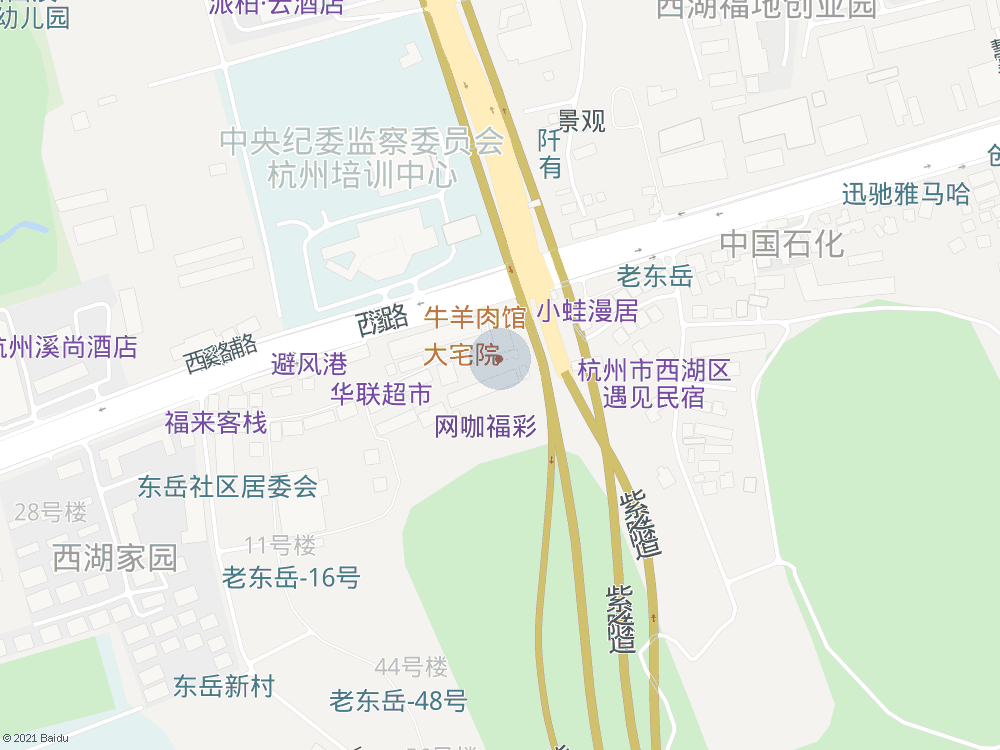 幼儿园
派柏·云酒店
西湖福地创业园
景观
阡
有
中央纪委监察委员会
杭州培训中心
迅驰雅马哈
中国石化
老东岳
小蛙漫居
牛羊肉馆
西溪路
西溪路辅路
州溪尚酒店
避风港
大宅院
杭州市西湖区
遇见民宿
华联超市
福来客栈
网咖福彩
东岳社区居委会
28号楼
11号楼
西湖家园
老东岳-16号
紫之隧道
紫之隧道
44号楼
东岳新村
老东岳-48号
© 2021 Baidu